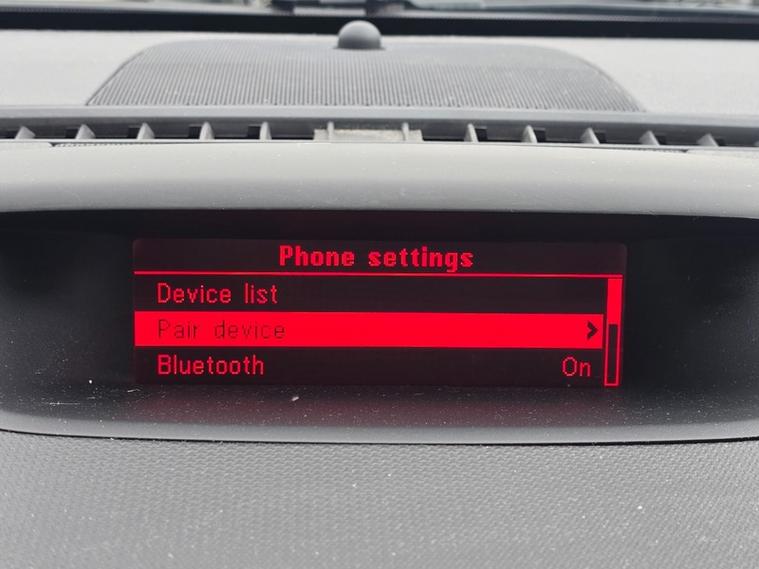 Phone settings
Device list
Pair device >
Bluetooth On